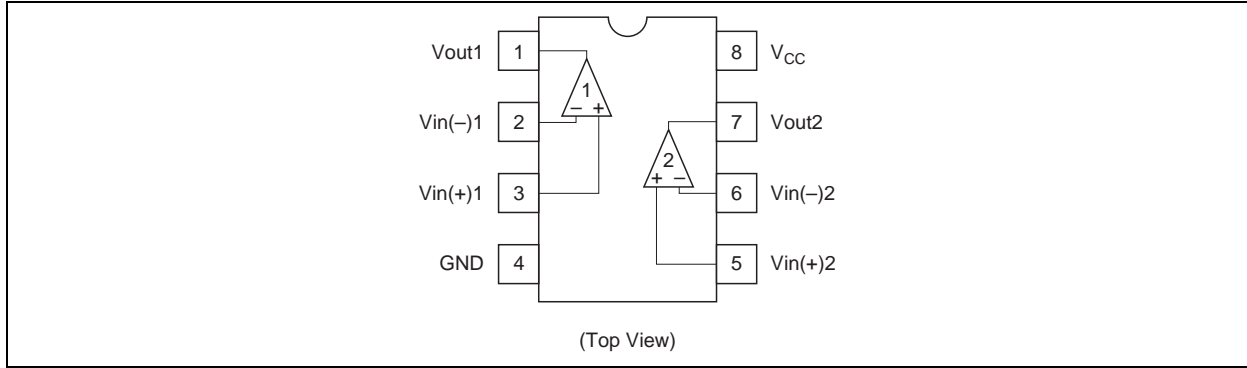 Vout1 1 8 VCC
1
– +
Vin(–)1 2 7 Vout2
2
+ –
Vin(+)1 3 6 Vin(–)2
GND 4 5 Vin(+)2
(Top View)